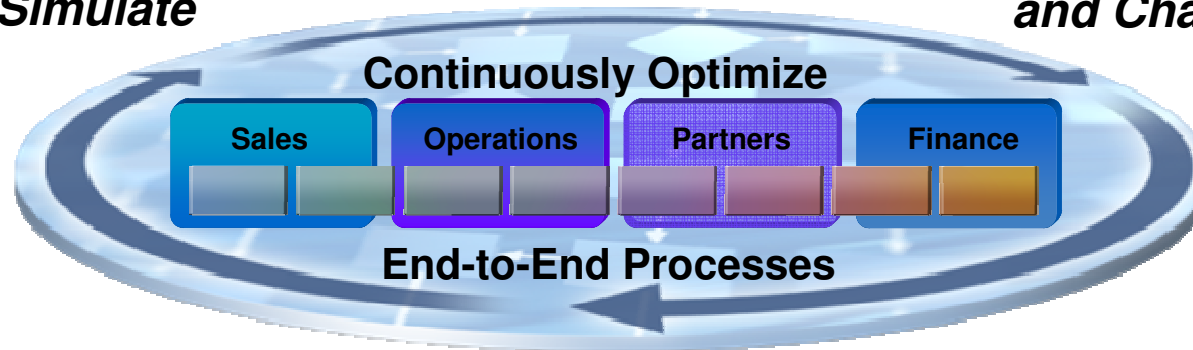 Simulate
and Cha
Continuously Optimize
Sales
Operations
Partners
Finance
End-to-End Processes